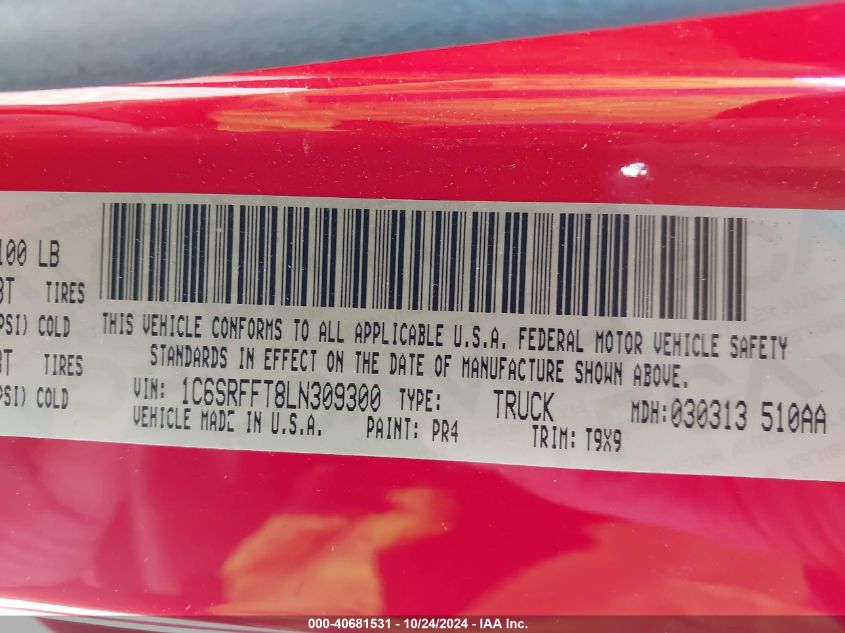 100 LB
TIRES
PSI) COLD
TIRES
PSI) COLD
THIS VEHICLE CONFORMS TO ALL APPLICABLE U.S.A. FEDERAL MOTOR VEHICLE SAFETY
STANDARDS IN EFFECT ON THE DATE OF MANUFACTURE SHOWN ABOVE.
VIN: 1C6SRFFT8LN309300 TYPE: TRUCK MDH:030313 510AA
VEHICLE MADE IN U.S.A. PAINT: PR4 TRIM: T9X9
000-40681531 - 10/24/2024 - IAA Inc.